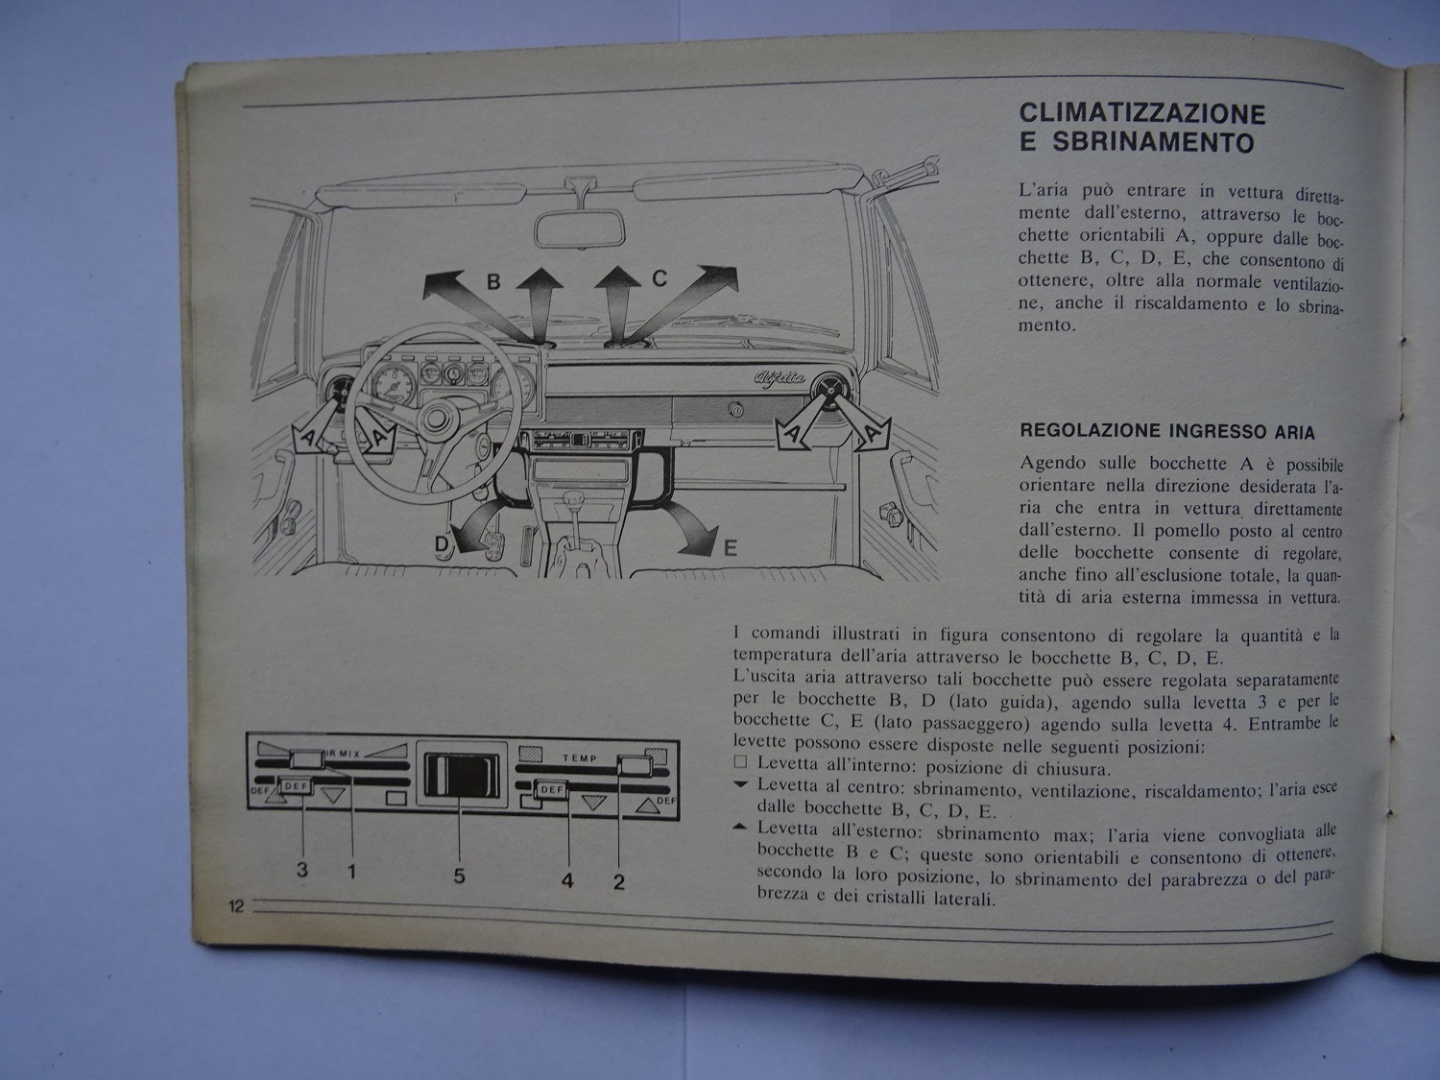 CLIMATIZZAZIONE
E SBRINAMENTO
L'aria può entrare in vettura diretta-
mente dall'esterno, attraverso le boc-
chette orientabili A, oppure dalle boc-
chette B, C, D, E, che consentono di
ottenere, oltre alla normale ventilazio-
ne, anche il riscaldamento e lo sbrina-
mento.
B
C
Alfetta
A
A
A
A
D
E
REGOLAZIONE INGRESSO ARIA
Agendo sulle bocchette A è possibile
orientare nella direzione desiderata l'a-
ria che entra in vettura direttamente
dall'esterno. Il pomello posto al centro
delle bocchette consente di regolare,
anche fino all'esclusione totale, la quan-
tità di aria esterna immessa in vettura.
I comandi illustrati in figura consentono di regolare la quantità e la
temperatura dell'aria attraverso le bocchette B, C, D, E.
L'uscita aria attraverso tali bocchette può essere regolata separatamente
per le bocchette B, D (lato guida), agendo sulla levetta 3 e per le
bocchette C, E (lato passaeggero) agendo sulla levetta 4. Entrambe le
levette possono essere disposte nelle seguenti posizioni:
□ Levetta all'interno: posizione di chiusura.
▼ Levetta al centro: sbrinamento, ventilazione, riscaldamento; l'aria esce
dalle bocchette B, C, D, E.
▲ Levetta all'esterno: sbrinamento max; l'aria viene convogliata alle
bocchette B e C; queste sono orientabili e consentono di ottenere,
secondo la loro posizione, lo sbrinamento del parabrezza o del para-
brezza e dei cristalli laterali.
IR MIX
TEMP
DEF
DEF
DEF
DEF
3
1
5
4
2
12